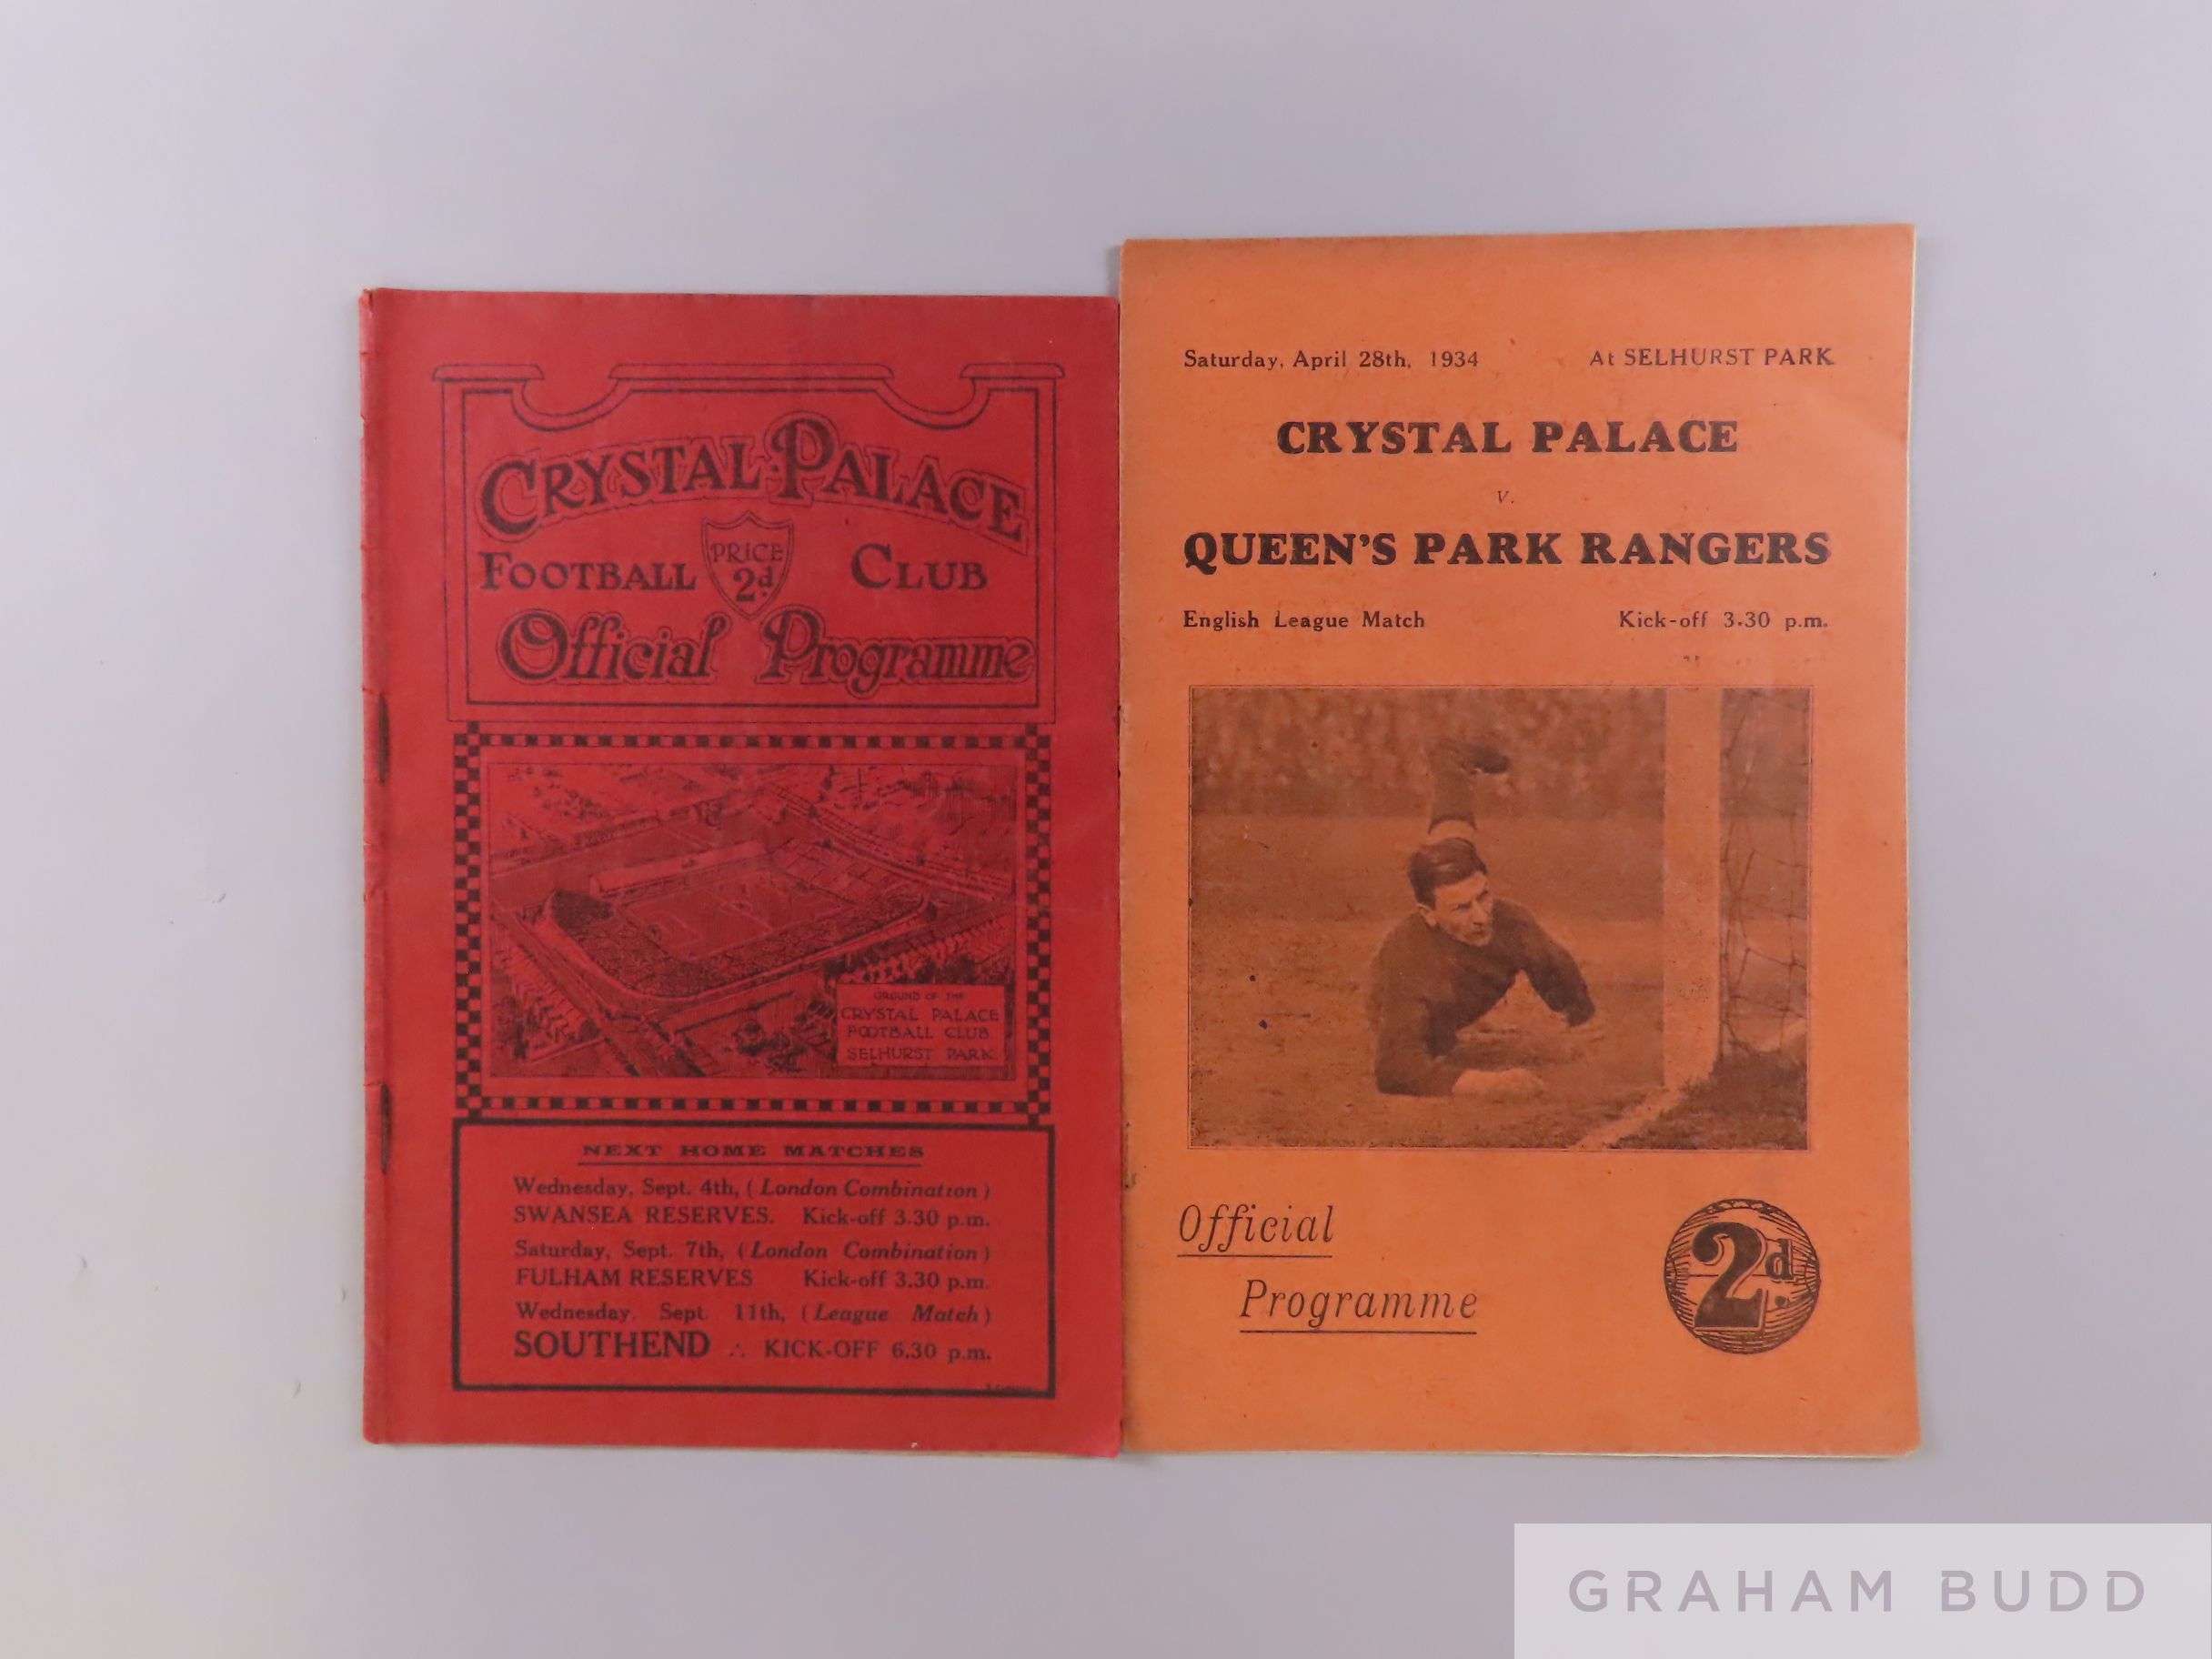 CRYSTAL PALACE
FOOTBALL PRICE 2d. CLUB
Official Programme
GROUND OF THE
CRYSTAL PALACE
FOOTBALL CLUB
SELHURST PARK
NEXT HOME MATCHES
Wednesday, Sept. 4th, (London Combination)
SWANSEA RESERVES. Kick-off 3.30 p.m.
Saturday, Sept. 7th, (London Combination)
FULHAM RESERVES Kick-off 3.30 p.m.
Wednesday, Sept. 11th, (League Match)
SOUTHEND ∴ KICK-OFF 6.30 p.m.
Saturday, April 28th, 1934 At SELHURST PARK
CRYSTAL PALACE
v.
QUEEN'S PARK RANGERS
English League Match Kick-off 3.30 p.m.
Official
Programme
2d.
GRAHAM BUDD